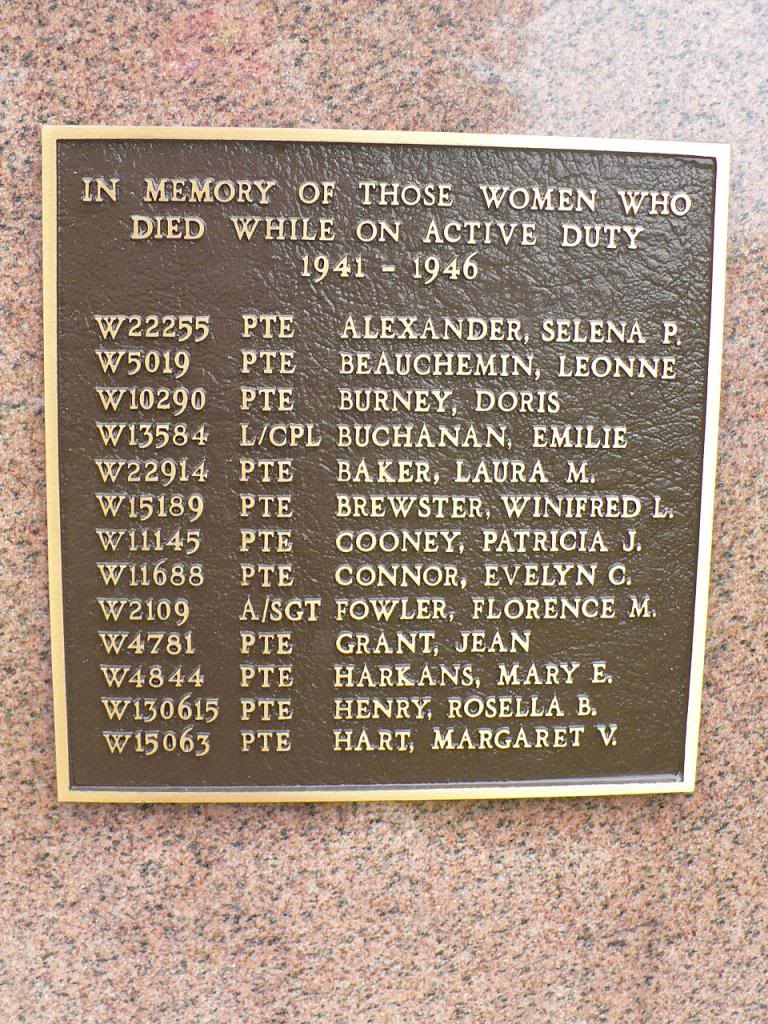 IN MEMORY OF THOSE WOMEN WHO
DIED WHILE ON ACTIVE DUTY
1941 - 1946
W22255 PTE ALEXANDER, SELENA P.
W5019 PTE BEAUCHEMIN, LEONNE
W10290 PTE BURNEY, DORIS
W13584 L/CPL BUCHANAN, EMILIE
W22914 PTE BAKER, LAURA M.
W15189 PTE BREWSTER, WINIFRED L.
W11145 PTE COONEY, PATRICIA J.
W11688 PTE CONNOR, EVELYN C.
W2109 A/SGT FOWLER, FLORENCE M.
W4781 PTE GRANT, JEAN
W4844 PTE HARKANS, MARY E.
W130615 PTE HENRY, ROSELLA B.
W15063 PTE HART, MARGARET V.